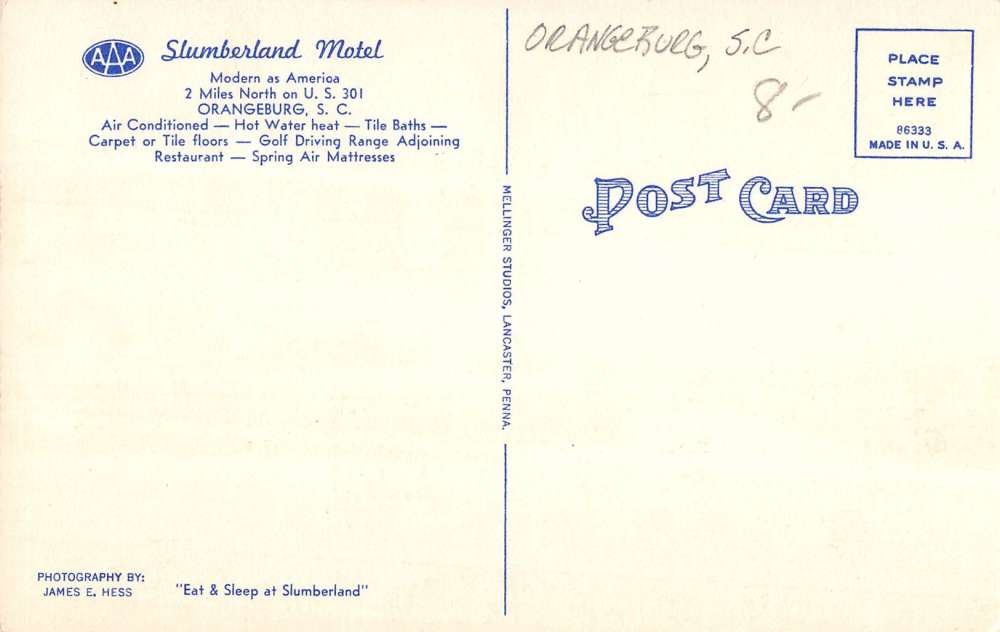 AAA
Slumberland Motel
Modern as America
2 Miles North on U. S. 301
ORANGEBURG, S. C.
Air Conditioned — Hot Water heat — Tile Baths —
Carpet or Tile floors — Golf Driving Range Adjoining
Restaurant — Spring Air Mattresses
PHOTOGRAPHY BY:
JAMES E. HESS
"Eat & Sleep at Slumberland"
MELLINGER STUDIOS, LANCASTER, PENNA.
ORANGEBURG, S.C
8-
POST CARD
PLACE
STAMP
HERE
86333
MADE IN U. S. A.